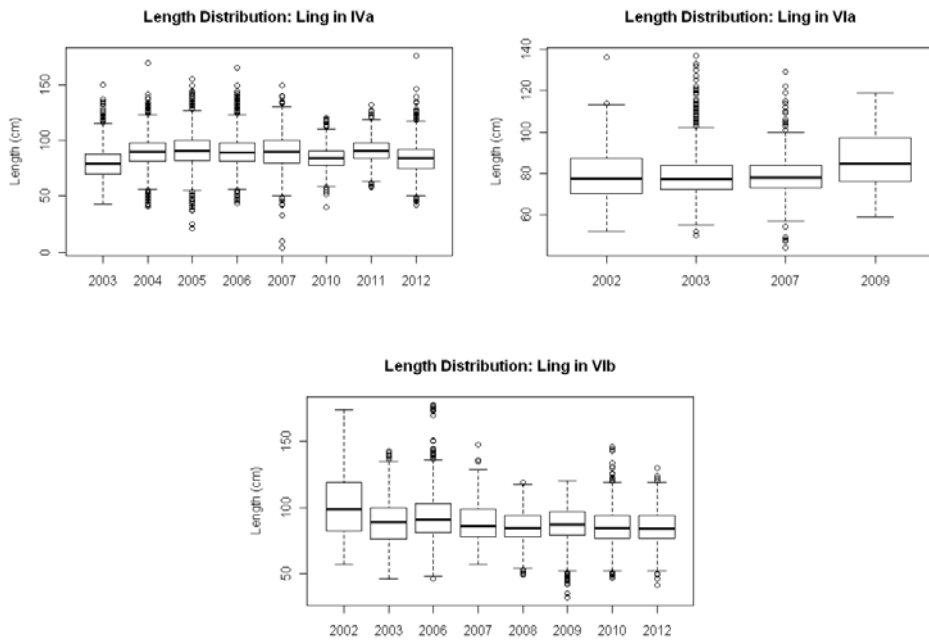 Length Distribution: Ling in IVa
Length (cm)
150
100
50
0
2003 2004 2005 2006 2007 2010 2011 2012
Length Distribution: Ling in VIa
Length (cm)
140
120
100
80
60
2002 2003 2007 2009
Length Distribution: Ling in VIb
Length (cm)
150
100
50
2002 2003 2006 2007 2008 2009 2010 2012